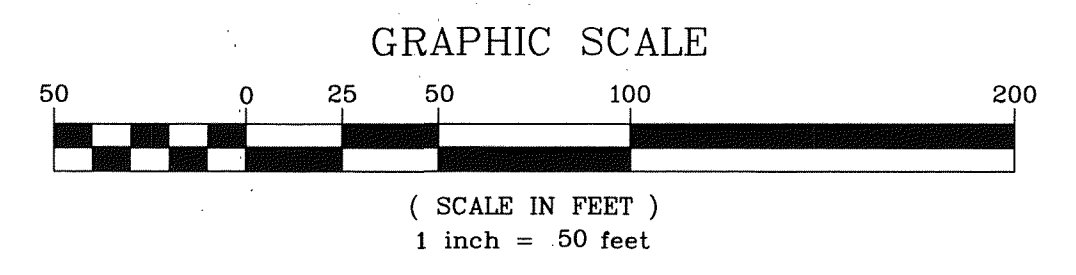 GRAPHIC SCALE
50 0 25 50 100 200
( SCALE IN FEET )
1 inch = 50 feet